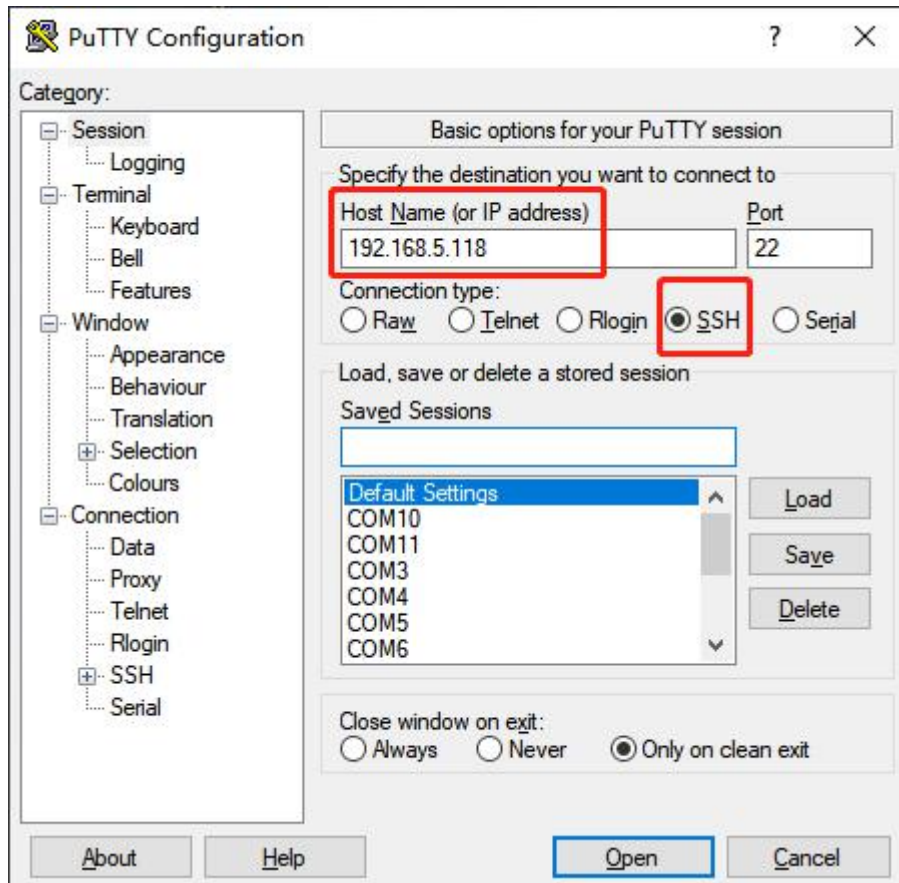 PuTTY Configuration
?
Category:
Session
Logging
Terminal
Keyboard
Bell
Features
Window
Appearance
Behaviour
Translation
Selection
Colours
Connection
Data
Proxy
Telnet
Rlogin
SSH
Serial
Basic options for your PuTTY session
Specify the destination you want to connect to
Host Name (or IP address) Port
192.168.5.118 22
Connection type:
Raw Telnet Rlogin SSH Serial
Load, save or delete a stored session
Saved Sessions
Default Settings
COM10
COM11
COM3
COM4
COM5
COM6
Load
Save
Delete
Close window on exit:
Always Never Only on clean exit
About Help Open Cancel